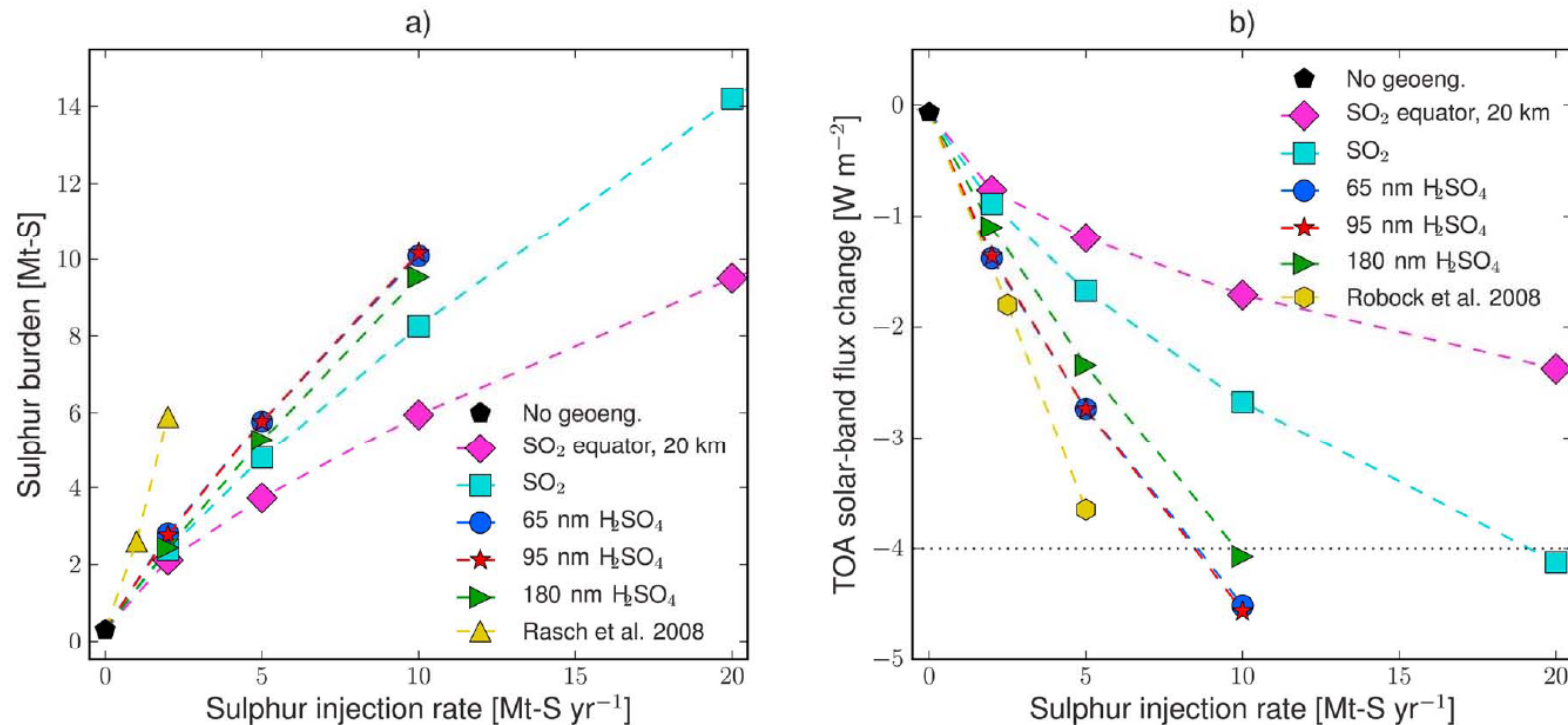 a)
Sulphur burden [Mt-S]
14
12
10
8
6
4
2
0
No geoeng.
SO₂ equator, 20 km
SO₂
65 nm H₂SO₄
95 nm H₂SO₄
180 nm H₂SO₄
Rasch et al. 2008
0 5 10 15 20
Sulphur injection rate [Mt-S yr⁻¹]
b)
TOA solar-band flux change [W m⁻²]
0
−1
−2
−3
−4
−5
No geoeng.
SO₂ equator, 20 km
SO₂
65 nm H₂SO₄
95 nm H₂SO₄
180 nm H₂SO₄
Robock et al. 2008
0 5 10 15 20
Sulphur injection rate [Mt-S yr⁻¹]